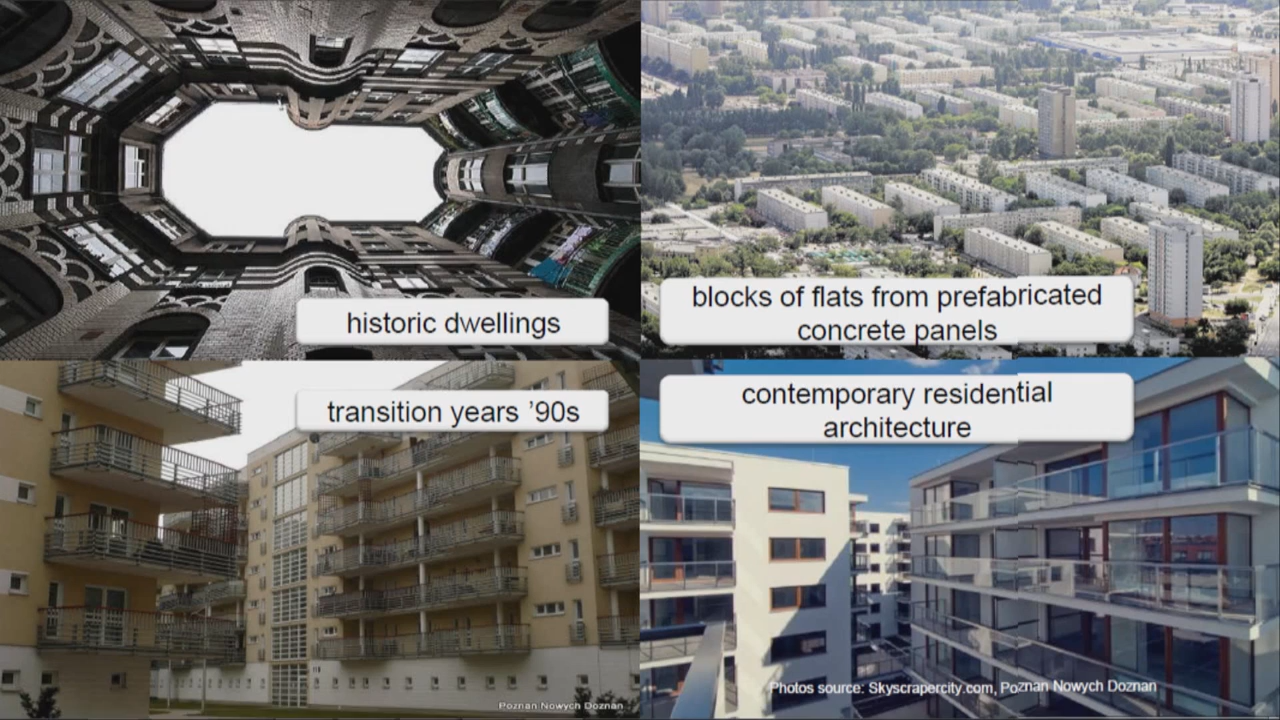 historic dwellings
blocks of flats from prefabricated
concrete panels
transition years ’90s
contemporary residential
architecture
Poznan Nowych Doznan
Photos source: Skyscrapercity.com, Poznan Nowych Doznan